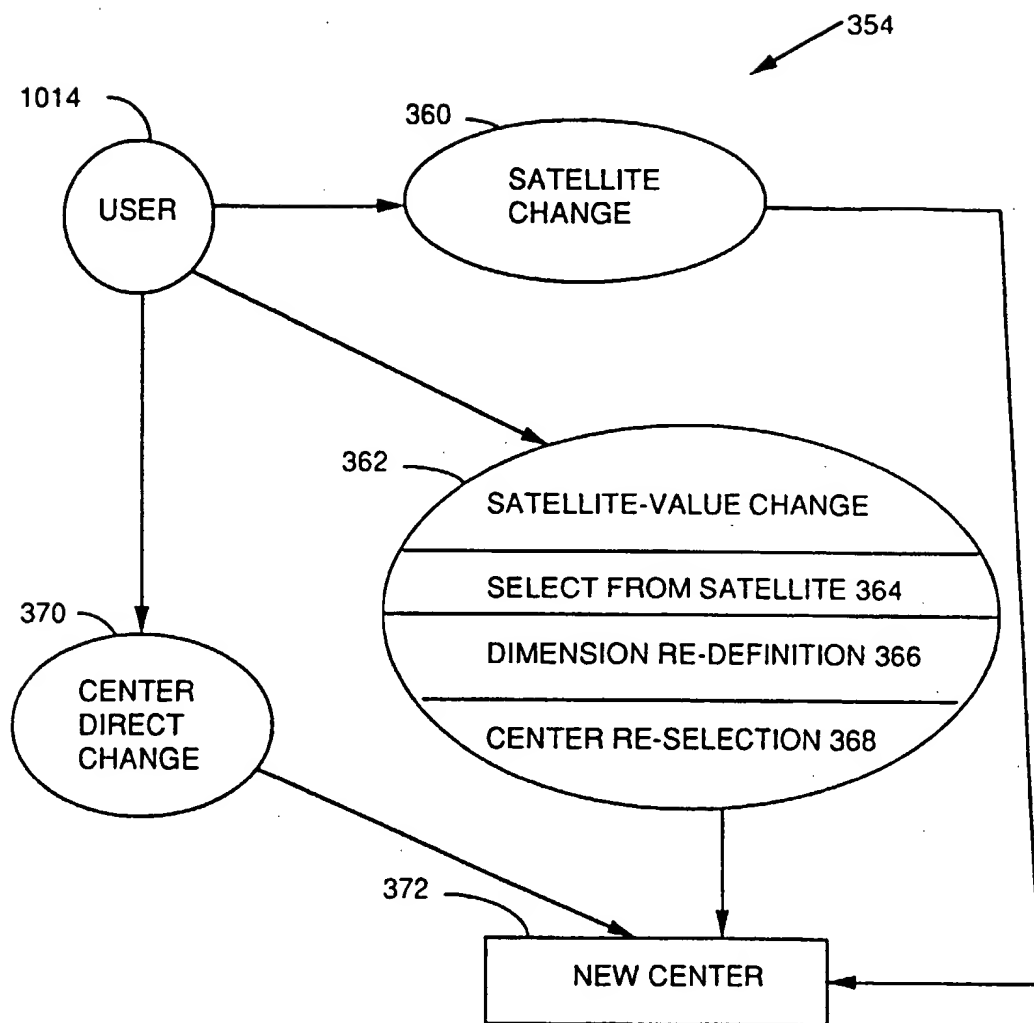 354
1014
360
USER
SATELLITE
CHANGE
362
SATELLITE-VALUE CHANGE
SELECT FROM SATELLITE 364
370
DIMENSION RE-DEFINITION 366
CENTER
DIRECT
CHANGE
CENTER RE-SELECTION 368
372
NEW CENTER